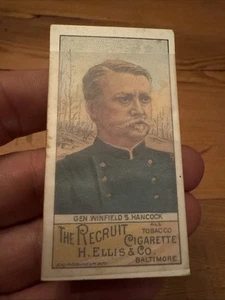 GEN. WINFIELD S. HANCOCK
THE RECRUIT ALL TOBACCO CIGARETTE
H. ELLIS & CO. BALTIMORE.